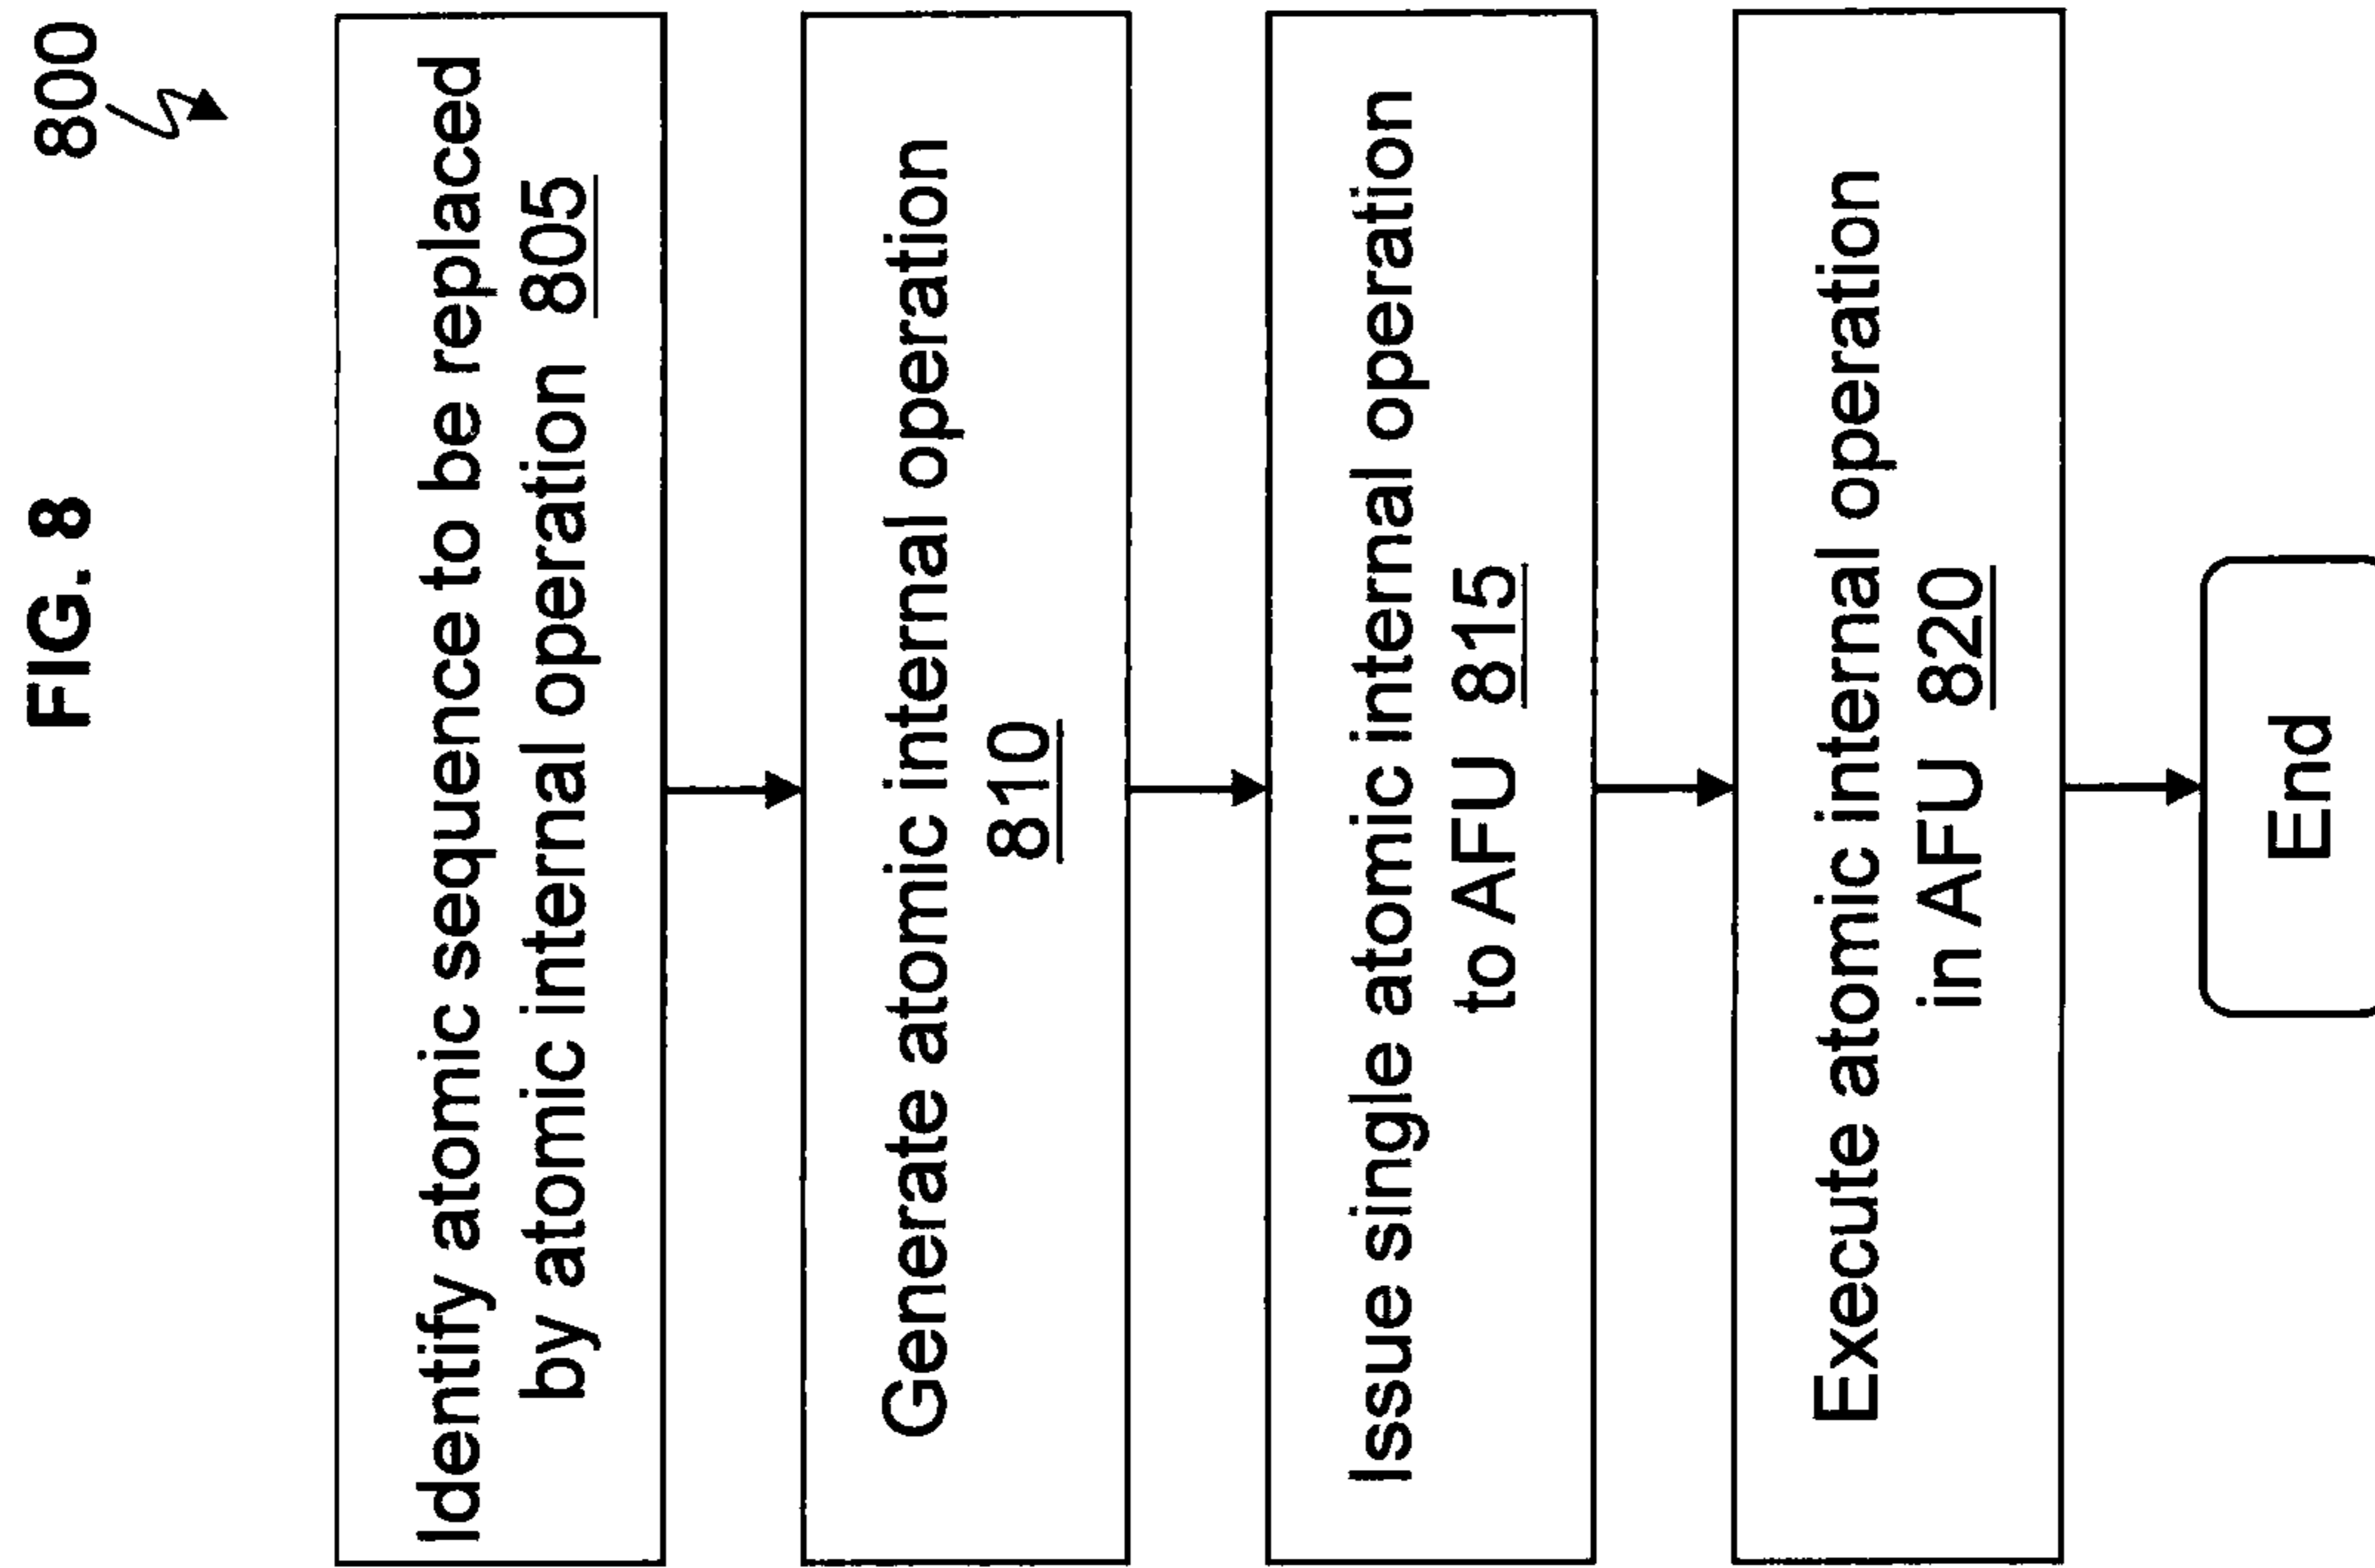 FIG. 8
800
Identify atomic sequence to be replaced
by atomic internal operation 805
Generate atomic internal operation
810
Issue single atomic internal operation
to AFU 815
Execute atomic internal operation
in AFU 820
End